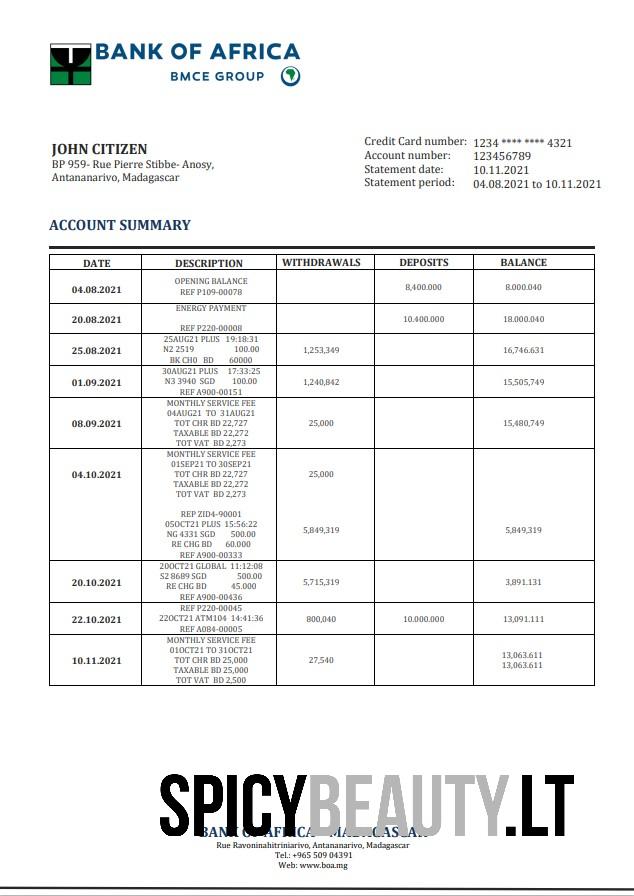 BANK OF AFRICA
BMCE GROUP
JOHN CITIZEN
BP 959- Rue Pierre Stibbe- Anosy,
Antananarivo, Madagascar
Credit Card number: 1234 **** **** 4321
Account number: 123456789
Statement date: 10.11.2021
Statement period: 04.08.2021 to 10.11.2021
ACCOUNT SUMMARY
DATE DESCRIPTION WITHDRAWALS DEPOSITS BALANCE
OPENING BALANCE
04.08.2021 8,400.000 8.000.040
REF P109-00078
ENERGY PAYMENT
20.08.2021 10.400.000 18.000.040
REF P220-00008
25AUG21 PLUS 19:18:31
25.08.2021 N2 2519 100.00 1,253,349 16,746.631
BK CH0 BD 60000
30AUG21 PLUS 17:33:25
01.09.2021 N3 3940 SGD 100.00 1,240,842 15,505,749
REF A900-00151
MONTHLY SERVICE FEE
04AUG21 TO 31AUG21
08.09.2021 TOT CHR BD 22,727 25,000 15,480,749
TAXABLE BD 22,272
TOT VAT BD 2,273
MONTHLY SERVICE FEE
01SEP21 TO 30SEP21
04.10.2021 TOT CHR BD 22,727 25,000
TAXABLE BD 22,272
TOT VAT BD 2,273
REP ZID4-90001
05OCT21 PLUS 15:56:22
NG 4331 SGD 500.00 5,849,319 5,849,319
RE CHG BD 60.000
REF A900-00333
20OCT21 GLOBAL 11:12:08
S2 8689 SGD 500.00
20.10.2021 RE CHG BD 45.000 5,715,319 3,891.131
REF A900-00436
REF P220-00045
22.10.2021 22OCT21 ATM104 14:41:36 800,040 10.000.000 13,091.111
REF A084-00005
MONTHLY SERVICE FEE
01OCT21 TO 31OCT21 13,063.611
10.11.2021 TOT CHR BD 25,000 27,540 13,063.611
TAXABLE BD 25,000
TOT VAT BD 2,500
SPICYBEAUTY.LT
BANK OF AFRICA - MADAGASCAR
Rue Ravoninahitriniarivo, Antananarivo, Madagascar
Tel.: +965 509 04391
Web: www.boa.mg